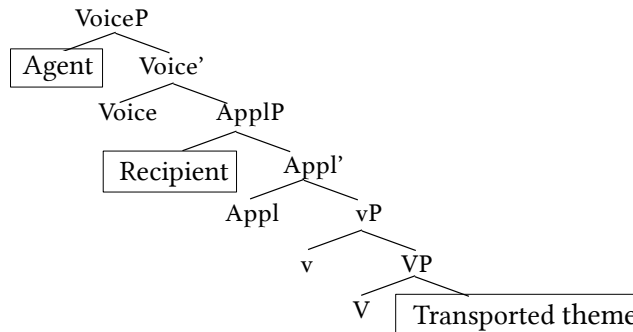 VoiceP
Agent Voice’
Voice ApplP
Recipient Appl’
Appl vP
v VP
V Transported theme